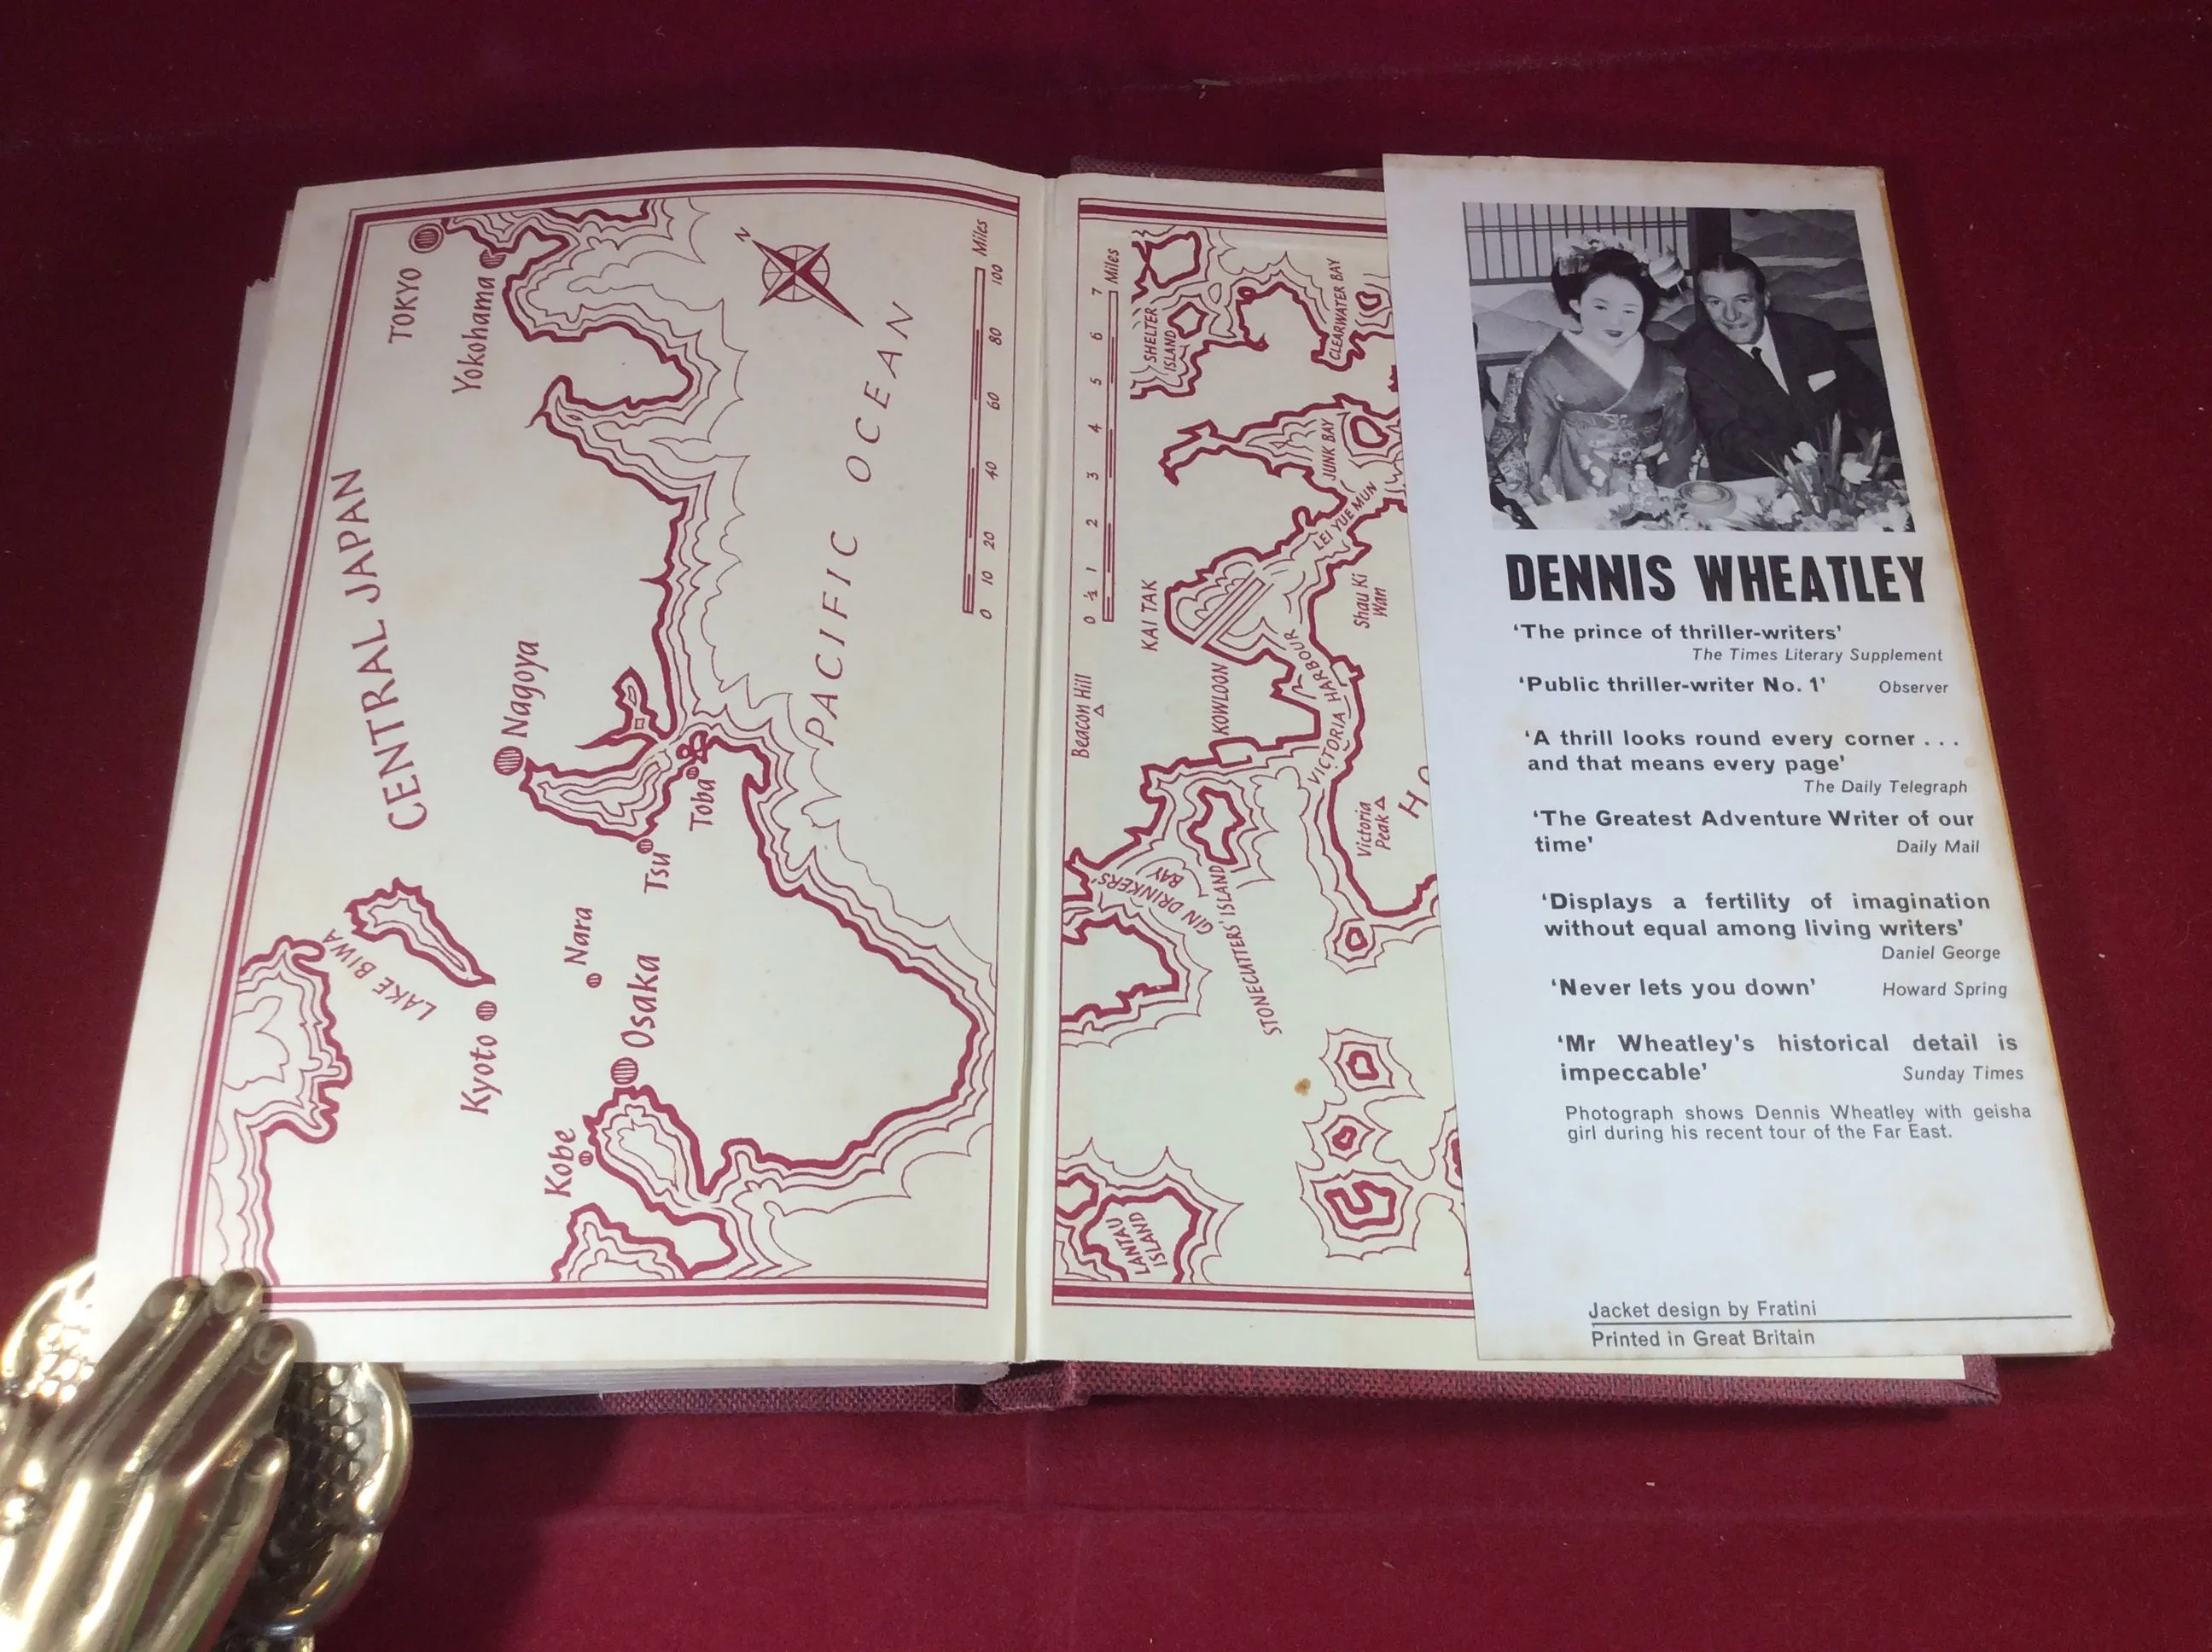 CENTRAL JAPAN
TOKYO
Yokohama
Nagoya
Toba
Tsu
LAKE BIWA
Kyoto
Nara
Osaka
Kobe
PACIFIC OCEAN
N
0 10 20 40 60 80 100 Miles
0 ½ 1 2 3 4 5 6 7 Miles
SHELTER
ISLAND
CLEARWATER BAY
JUNK BAY
LEI YUE MUN
KAI TAK
Shau Ki
Wan
Beacon Hill
KOWLOON
VICTORIA HARBOUR
HARBOUR
Victoria
Peak
GIN DRINKERS'
BAY
STONECUTTERS' ISLAND
LANTAU
ISLAND
DENNIS WHEATLEY
‘The prince of thriller-writers’
The Times Literary Supplement
‘Public thriller-writer No. 1’ Observer
‘A thrill looks round every corner . . .
and that means every page’
The Daily Telegraph
‘The Greatest Adventure Writer of our
time’ Daily Mail
‘Displays a fertility of imagination
without equal among living writers’
Daniel George
‘Never lets you down’ Howard Spring
‘Mr Wheatley’s historical detail is
impeccable’ Sunday Times
Photograph shows Dennis Wheatley with geisha
girl during his recent tour of the Far East.
Jacket design by Fratini
Printed in Great Britain